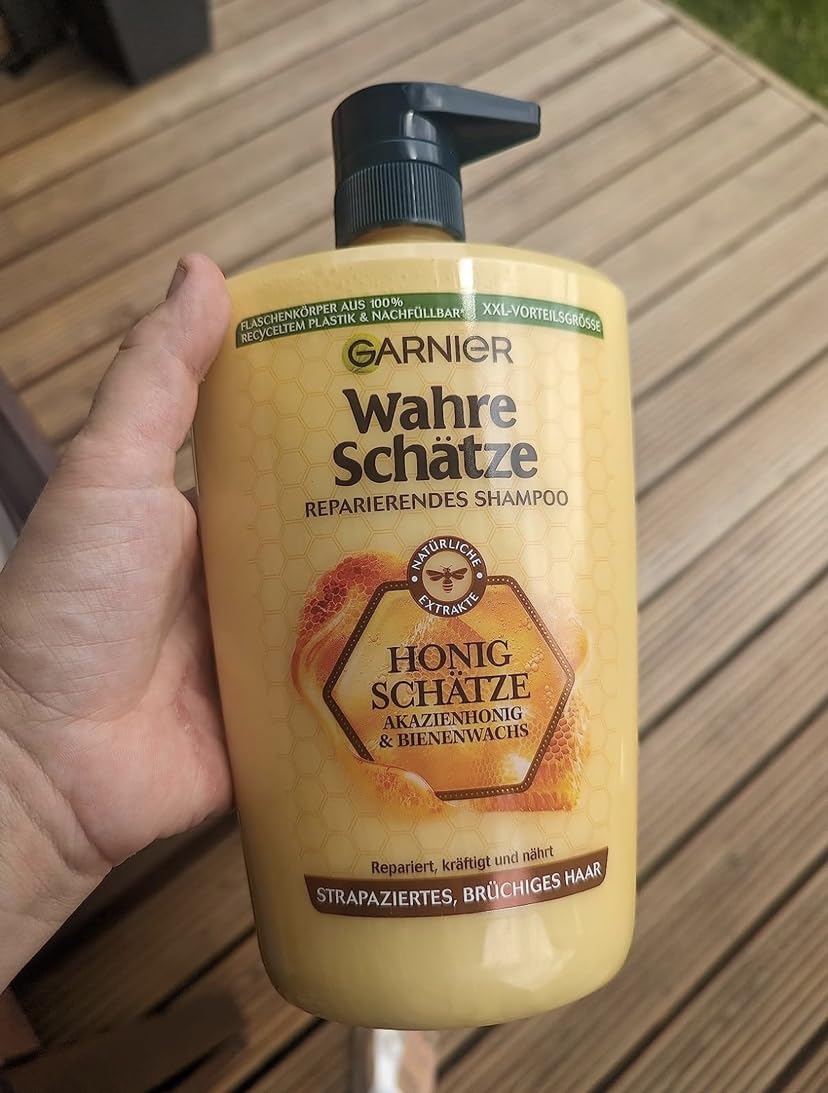 FLASCHENKÖRPER AUS 100%
RECYCELTEM PLASTIK & NACHFÜLLBAR*
XXL-VORTEILSGRÖSSE
GARNIER
Wahre
Schätze
REPARIERENDES SHAMPOO
NATÜRLICHE
EXTRAKTE
HONIG
SCHÄTZE
AKAZIENHONIG
& BIENENWACHS
Repariert, kräftigt und nährt
STRAPAZIERTES, BRÜCHIGES HAAR